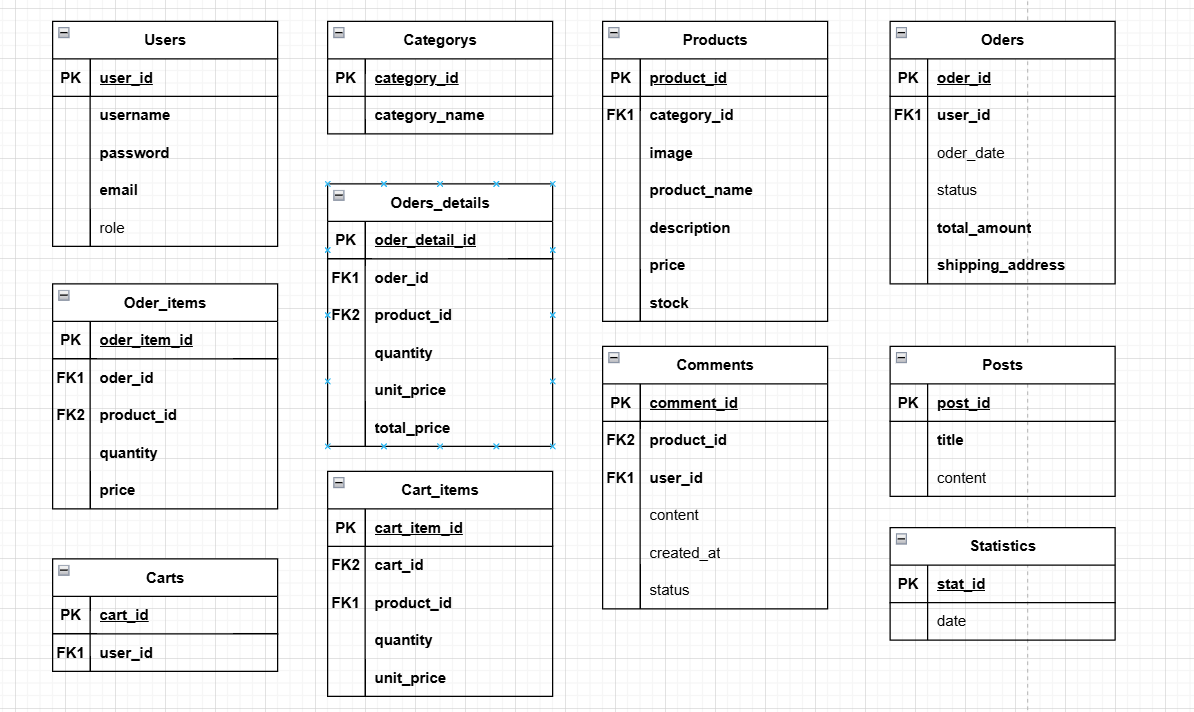 Users
PK user_id
username
password
email
role
Categorys
PK category_id
category_name
Products
PK product_id
FK1 category_id
image
product_name
description
price
stock
Oders
PK oder_id
FK1 user_id
oder_date
status
total_amount
shipping_address
Oders_details
PK oder_detail_id
FK1 oder_id
FK2 product_id
quantity
unit_price
total_price
Oder_items
PK oder_item_id
FK1 oder_id
FK2 product_id
quantity
price
Comments
PK comment_id
FK2 product_id
FK1 user_id
content
created_at
status
Posts
PK post_id
title
content
Cart_items
PK cart_item_id
FK2 cart_id
FK1 product_id
quantity
unit_price
Carts
PK cart_id
FK1 user_id
Statistics
PK stat_id
date